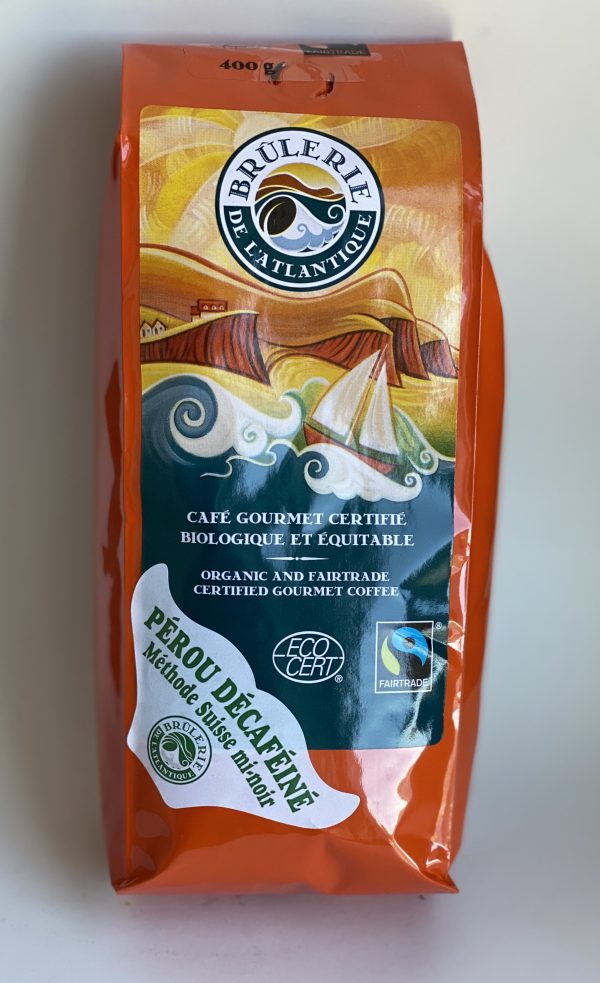 FAIRTRADE
400 g
BRÛLERIE
DE L'ATLANTIQUE
CAFÉ GOURMET CERTIFIÉ
BIOLOGIQUE ET ÉQUITABLE
ORGANIC AND FAIRTRADE
CERTIFIED GOURMET COFFEE
ECO
CERT®
®
FAIRTRADE
PÉROU DÉCAFÉINÉ
Méthode Suisse mi-noir
BRÛLERIE
DE L'ATLANTIQUE